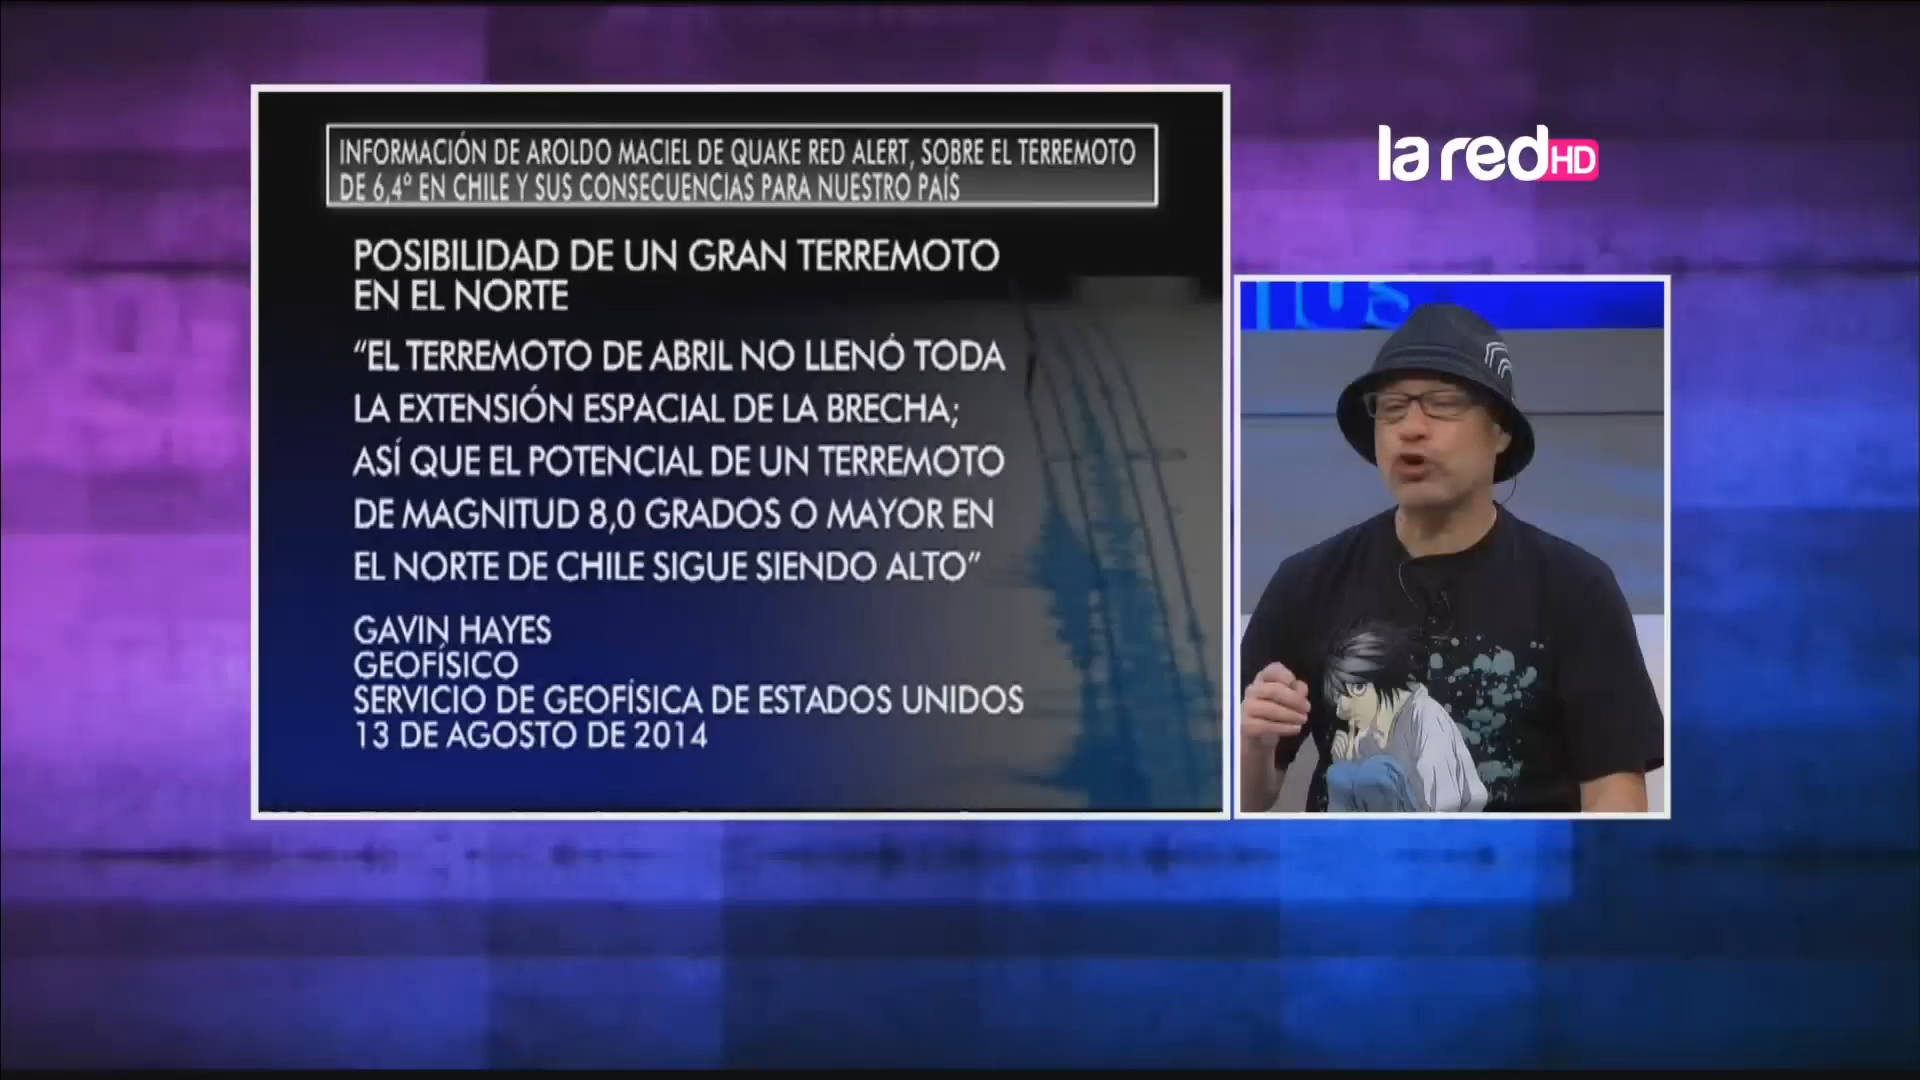 INFORMACIÓN DE AROLDO MACIEL DE QUAKE RED ALERT, SOBRE EL TERREMOTO
DE 6,4º EN CHILE Y SUS CONSECUENCIAS PARA NUESTRO PAÍS
POSIBILIDAD DE UN GRAN TERREMOTO
EN EL NORTE
“EL TERREMOTO DE ABRIL NO LLENÓ TODA
LA EXTENSIÓN ESPACIAL DE LA BRECHA;
ASÍ QUE EL POTENCIAL DE UN TERREMOTO
DE MAGNITUD 8,0 GRADOS O MAYOR EN
EL NORTE DE CHILE SIGUE SIENDO ALTO”
GAVIN HAYES
GEOFÍSICO
SERVICIO DE GEOFÍSICA DE ESTADOS UNIDOS
13 DE AGOSTO DE 2014
la red HD